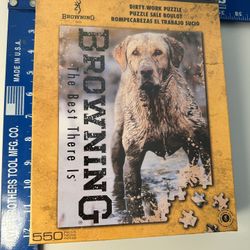 BROWNING
DIRTY WORK PUZZLE
PUZZLE SALE BOULOT
ROMPECABEZAS EL TRABAJO SUCIO
BROWNING
The Best There Is
550
MADE IN U.S.A.
BROTHERS TOOL MFG. CO.